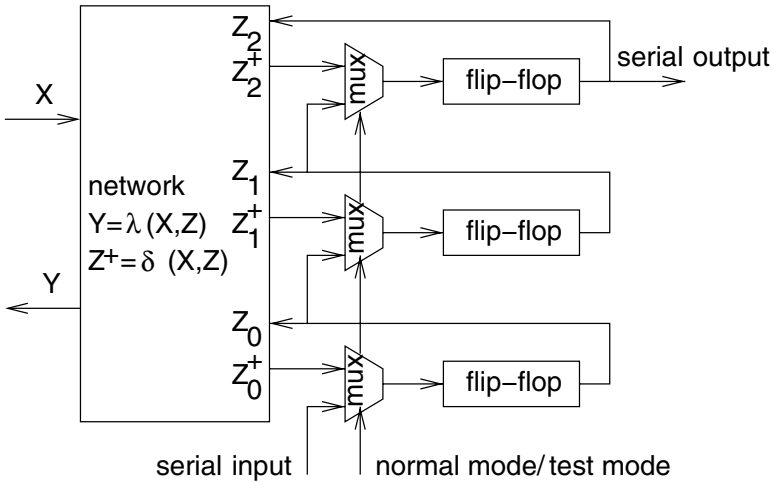 Z2
Z2+
mux
flip-flop
serial output
X
network
Y=λ (X,Z)
Z+=δ (X,Z)
Z1
Z1+
mux
flip-flop
Y
Z0
Z0+
mux
flip-flop
serial input
normal mode/ test mode